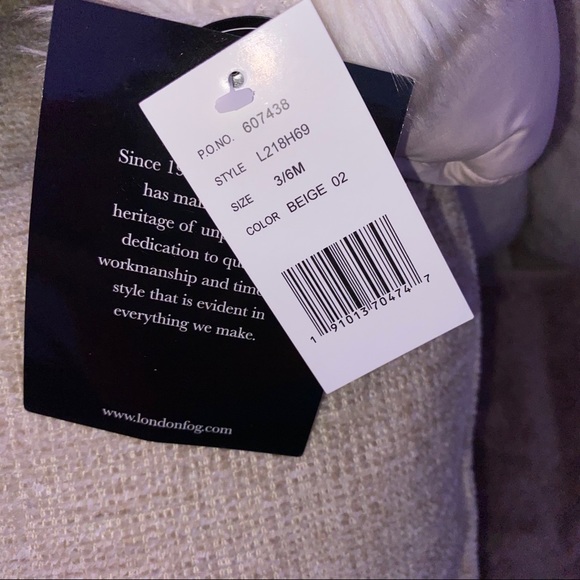 P.O.NO. 607438
STYLE L218H69
SIZE 3/6M
COLOR BEIGE 02
1 91013 70474 7
Since
has
heritage of
dedication to
workmanship and
style that is evident in
everything we make.
www.londonfog.com